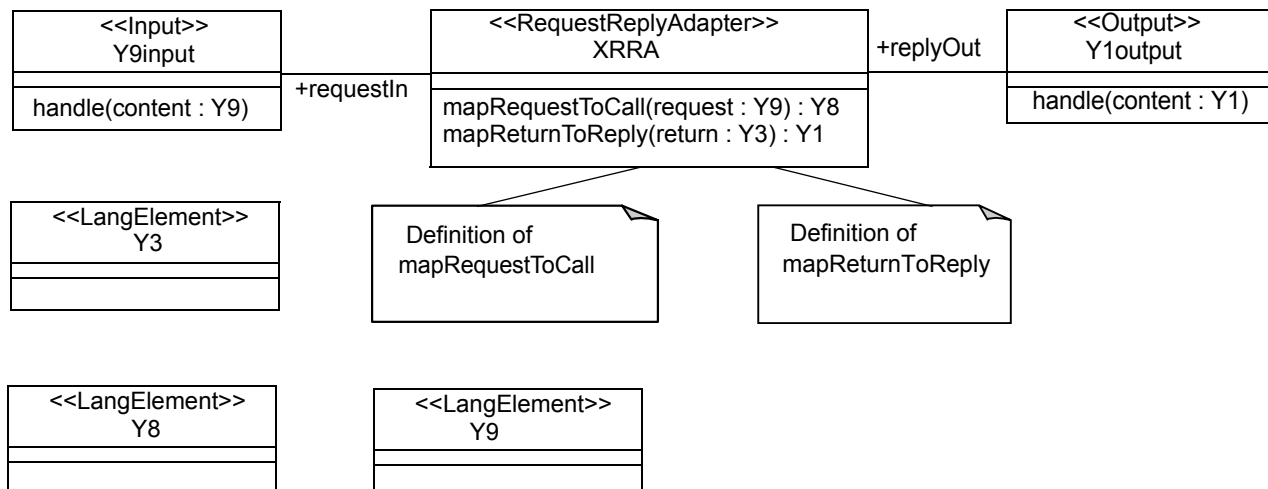 <<Input>>
Y9input
handle(content : Y9)
+requestIn
<<RequestReplyAdapter>>
XRRA
mapRequestToCall(request : Y9) : Y8
mapReturnToReply(return : Y3) : Y1
+replyOut
<<Output>>
Y1output
handle(content : Y1)
<<LangElement>>
Y3
Definition of
mapRequestToCall
Definition of
mapReturnToReply
<<LangElement>>
Y8
<<LangElement>>
Y9